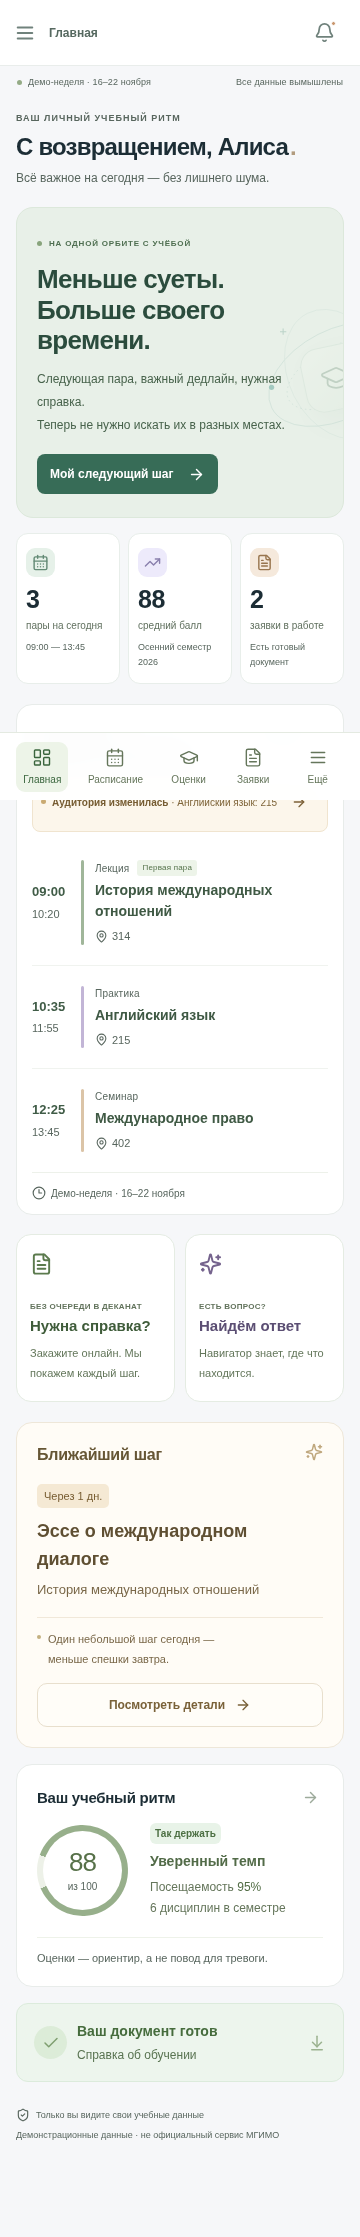 Главная
Демо-неделя · 16–22 ноября
Все данные вымышлены
ВАШ ЛИЧНЫЙ УЧЕБНЫЙ РИТМ
С возвращением, Алиса.
Всё важное на сегодня — без лишнего шума.
НА ОДНОЙ ОРБИТЕ С УЧЁБОЙ
Меньше суеты.
Больше своего
времени.
Следующая пара, важный дедлайн, нужная
справка.
Теперь не нужно искать их в разных местах.
Мой следующий шаг
3
пары на сегодня
09:00 — 13:45
88
средний балл
Осенний семестр
2026
2
заявки в работе
Есть готовый
документ
Главная
Расписание
Оценки
Заявки
Ещё
Аудитория изменилась · Английский язык: 215
09:00
10:20
Лекция
Первая пара
История международных
отношений
314
10:35
11:55
Практика
Английский язык
215
12:25
13:45
Семинар
Международное право
402
Демо-неделя · 16–22 ноября
БЕЗ ОЧЕРЕДИ В ДЕКАНАТ
Нужна справка?
Закажите онлайн. Мы
покажем каждый шаг.
ЕСТЬ ВОПРОС?
Найдём ответ
Навигатор знает, где что
находится.
Ближайший шаг
Через 1 дн.
Эссе о международном
диалоге
История международных отношений
Один небольшой шаг сегодня —
меньше спешки завтра.
Посмотреть детали
Ваш учебный ритм
88
из 100
Так держать
Уверенный темп
Посещаемость 95%
6 дисциплин в семестре
Оценки — ориентир, а не повод для тревоги.
Ваш документ готов
Справка об обучении
Только вы видите свои учебные данные
Демонстрационные данные · не официальный сервис МГИМО